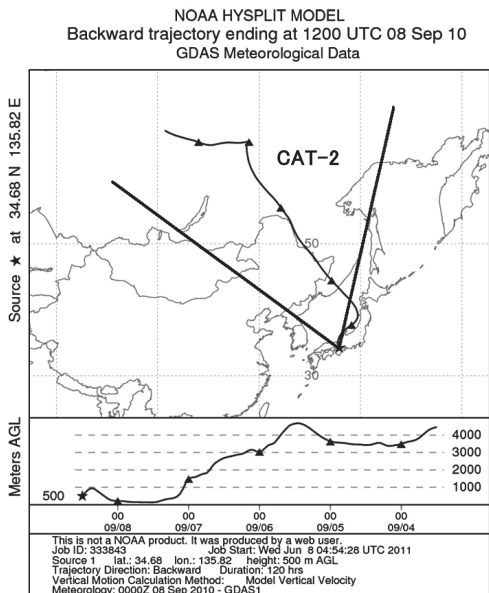 NOAA HYSPLIT MODEL
Backward trajectory ending at 1200 UTC 08 Sep 10
GDAS Meteorological Data
Source ★ at 34.68 N 135.82 E
CAT-2
50
30
Meters AGL
4000
3000
2000
1000
500
00 00 00 00 00
09/08 09/07 09/06 09/05 09/04
This is not a NOAA product. It was produced by a web user.
Job ID: 333843 Job Start: Wed Jun 8 04:54:28 UTC 2011
Source 1 lat.: 34.68 lon.: 135.82 height: 500 m AGL
Trajectory Direction: Backward Duration: 120 hrs
Vertical Motion Calculation Method: Model Vertical Velocity
Meteorology: 0000Z 08 Sep 2010 - GDAS1